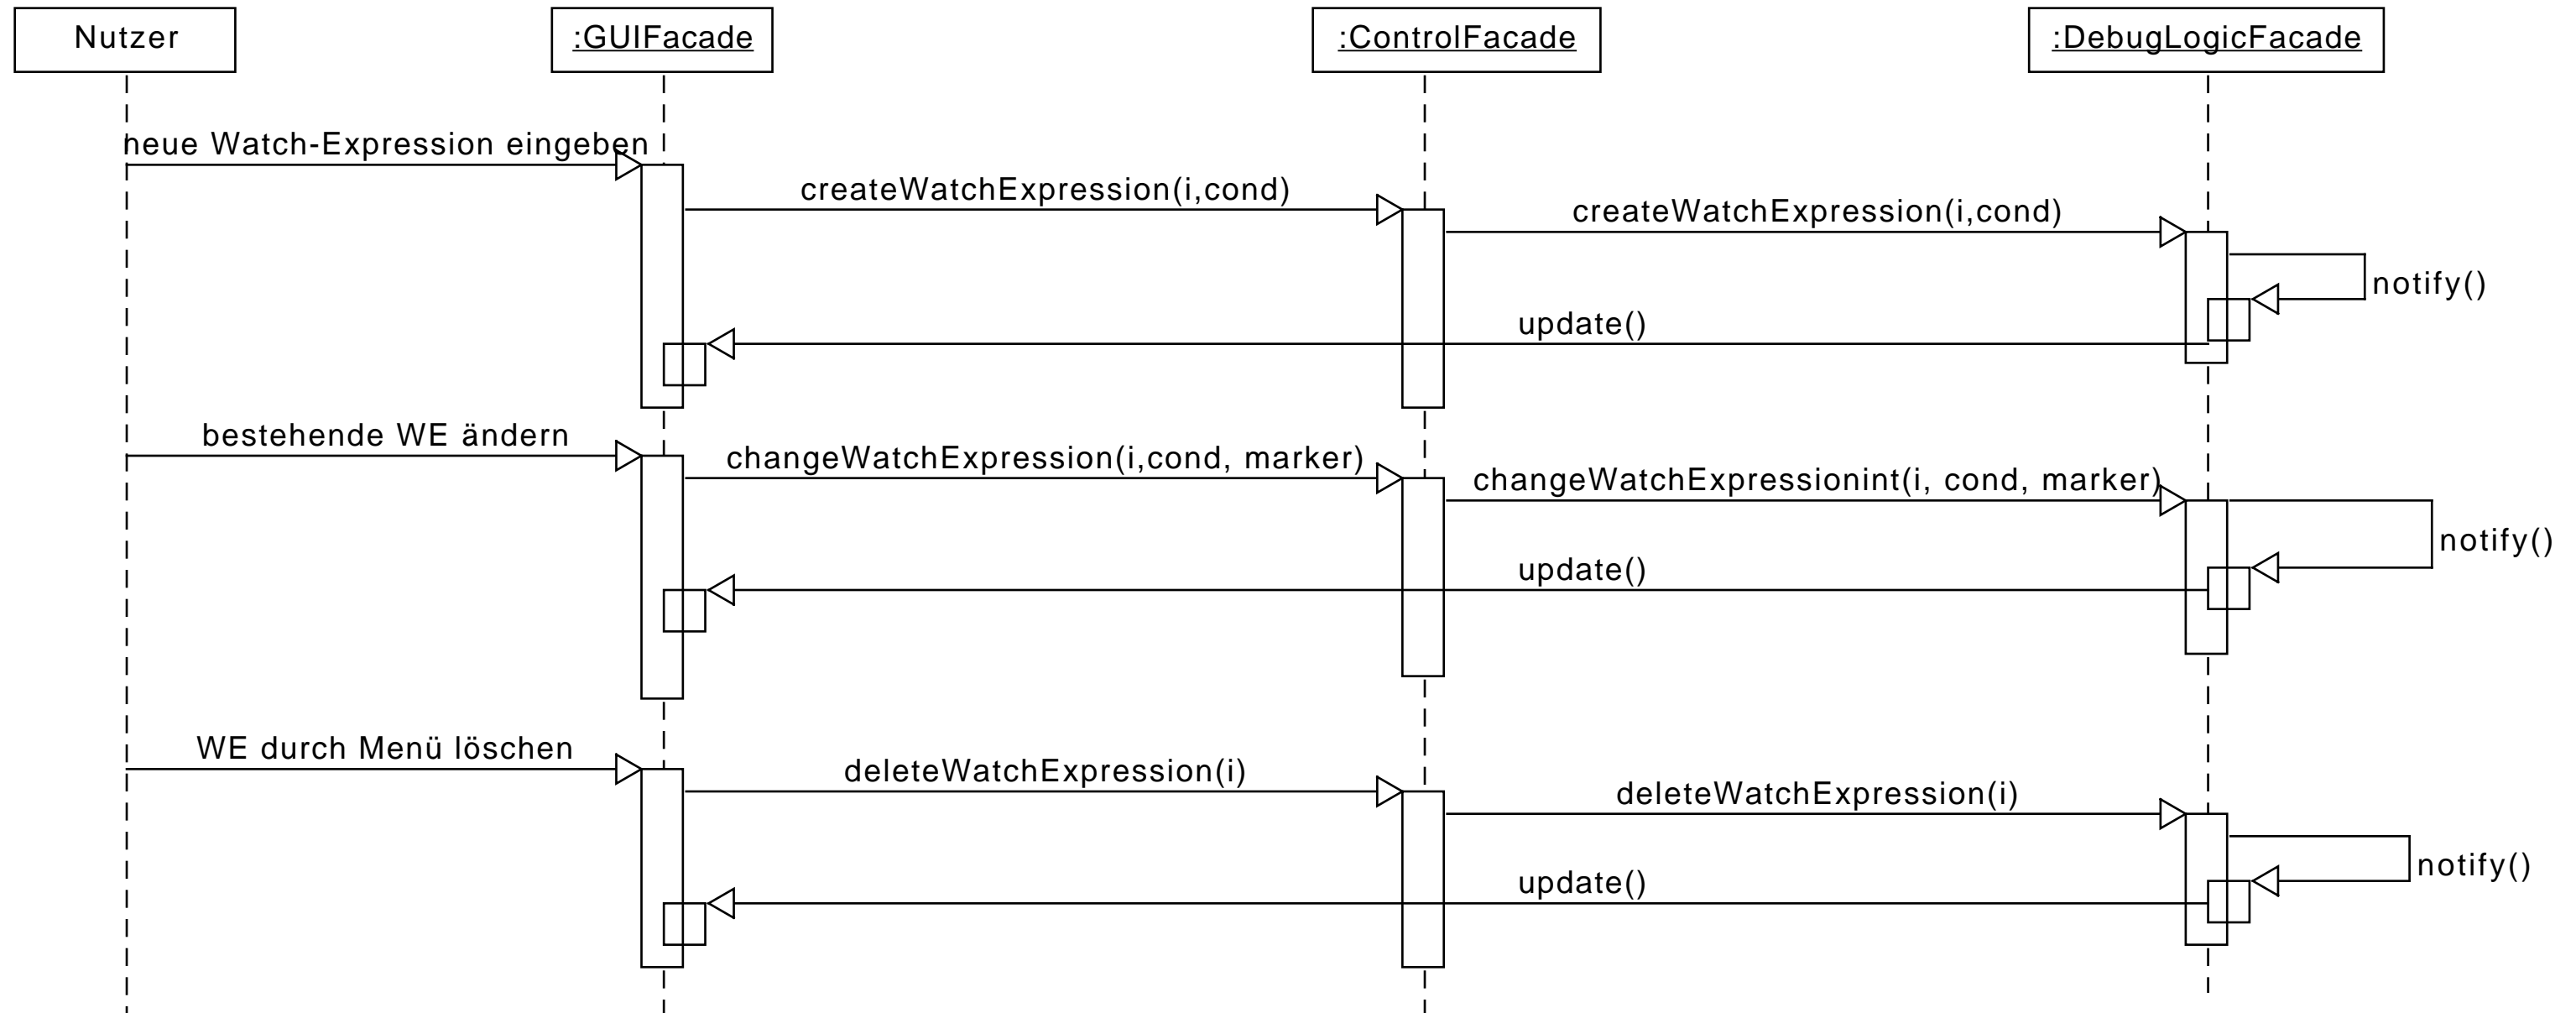 Nutzer
:GUIFacade
:ControlFacade
:DebugLogicFacade
neue Watch-Expression eingeben
createWatchExpression(i,cond)
createWatchExpression(i,cond)
notify()
update()
bestehende WE ändern
changeWatchExpression(i,cond, marker)
changeWatchExpressionint(i, cond, marker)
notify()
update()
WE durch Menü löschen
deleteWatchExpression(i)
deleteWatchExpression(i)
notify()
update()